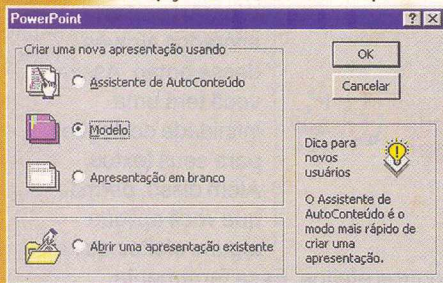 PowerPoint
Criar uma nova apresentação usando
Assistente de AutoConteúdo
Modelo
Apresentação em branco
Abrir uma apresentação existente
OK
Cancelar
Dica para
novos
usuários
O Assistente de
AutoConteúdo é o
modo mais rápido de
criar uma
apresentação.